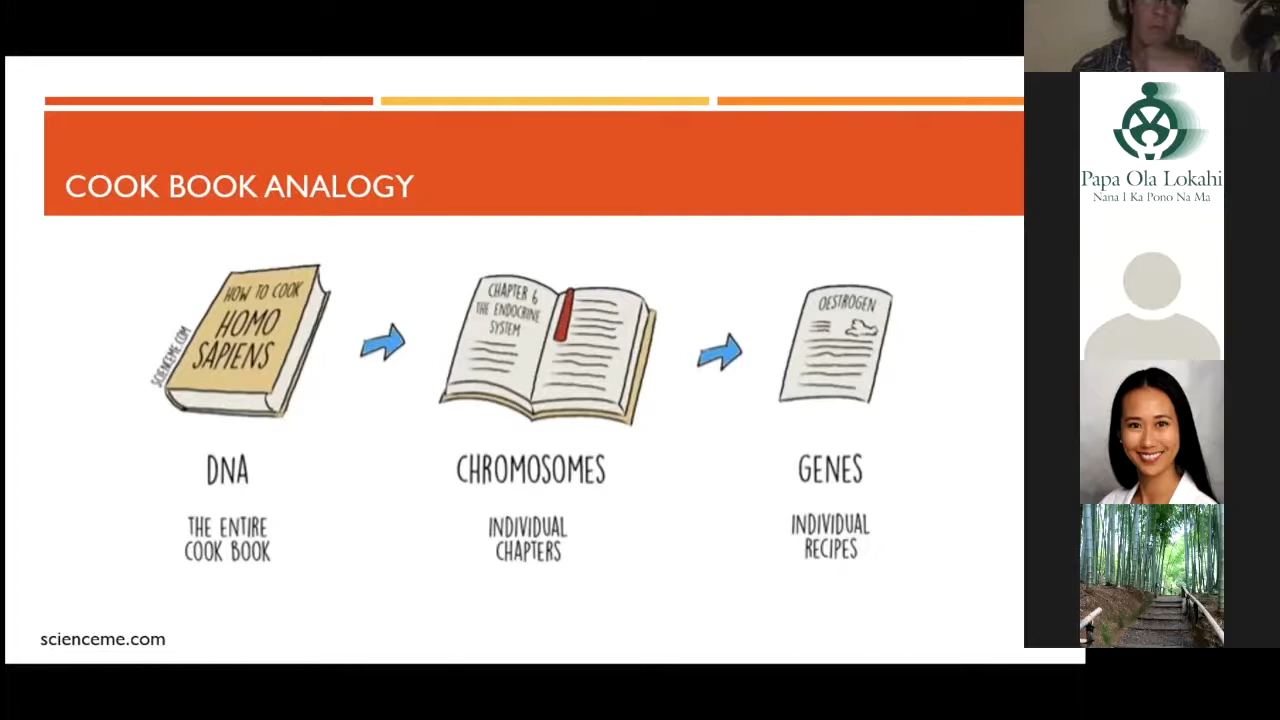 COOK BOOK ANALOGY
HOW TO COOK
HOMO
SAPIENS
SCIENCEME.COM
CHAPTER 6
THE ENDOCRINE
SYSTEM
OESTROGEN
DNA
CHROMOSOMES
GENES
THE ENTIRE
COOK BOOK
INDIVIDUAL
CHAPTERS
INDIVIDUAL
RECIPES
scienceme.com
Papa Ola Lokahi
Nana I Ka Pono Na Ma